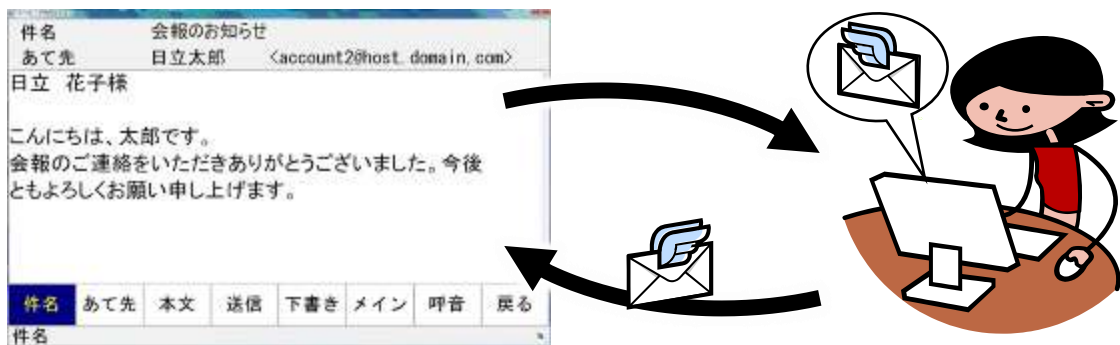 件名 会報のお知らせ
あて先 日立太郎 <account2@host.domain.com>
日立 花子様
こんにちは、太郎です。
会報のご連絡をいただきありがとうございました。今後
ともよろしくお願い申し上げます。
件名 あて先 本文 送信 下書き メイン 呼音 戻る
件名